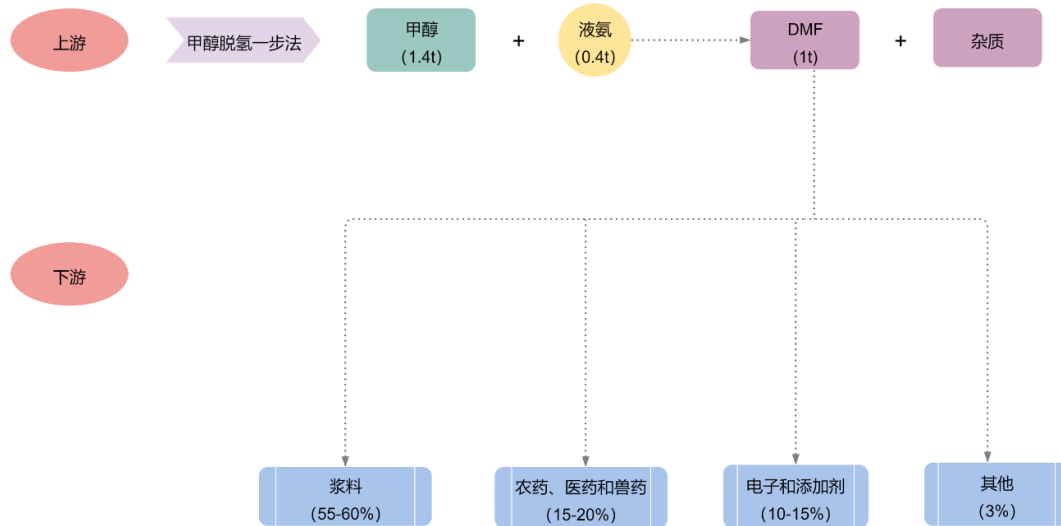 上游
甲醇脱氢一步法
甲醇
(1.4t)
+
液氨
(0.4t)
DMF
(1t)
+
杂质
下游
浆料
(55-60%)
农药、医药和兽药
(15-20%)
电子和添加剂
(10-15%)
其他
(3%)